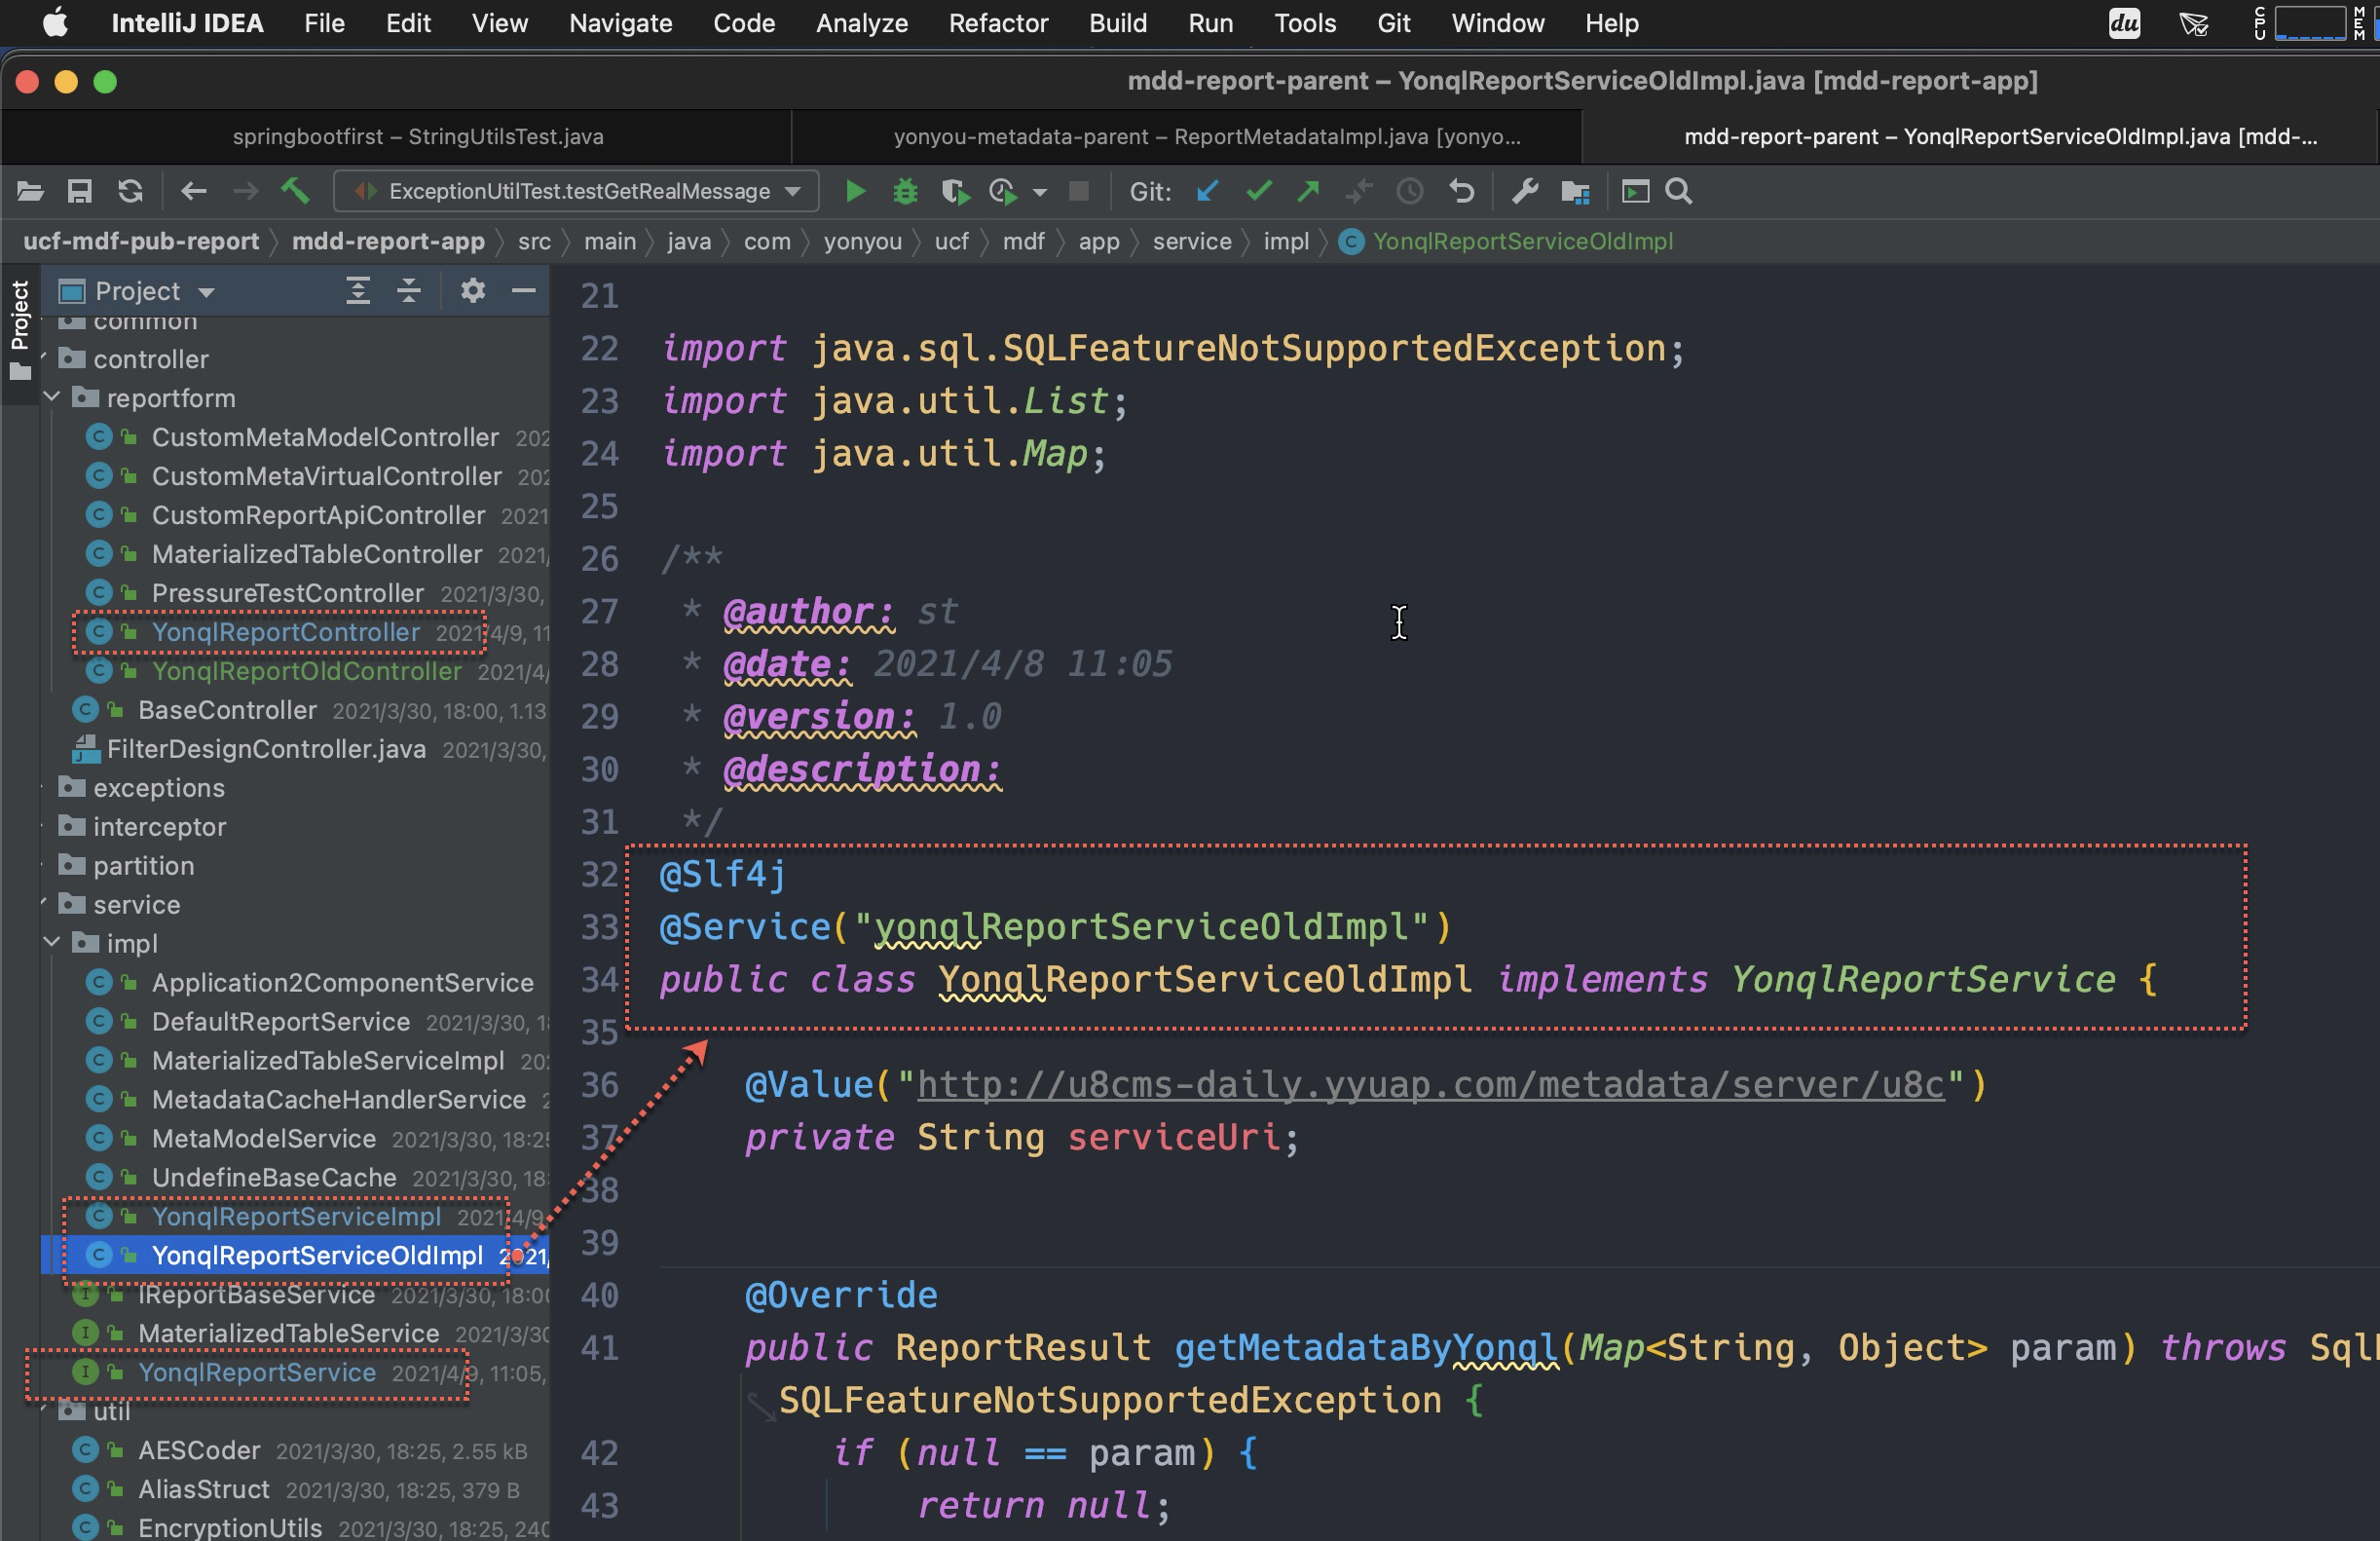 IntelliJ IDEA File Edit View Navigate Code Analyze Refactor Build Run Tools Git Window Help du CPU MEM
mdd-report-parent – YonqlReportServiceOldImpl.java [mdd-report-app]
springbootfirst – StringUtilsTest.java
yonyou-metadata-parent – ReportMetadataImpl.java [yonyo...
mdd-report-parent – YonqlReportServiceOldImpl.java [mdd-...
ExceptionUtilTest.testGetRealMessage Git:
ucf-mdf-pub-report mdd-report-app src main java com yonyou ucf mdf app service impl YonqlReportServiceOldImpl
Project
Project
common
controller
reportform
CustomMetaModelController 202
CustomMetaVirtualController 202
CustomReportApiController 2021
MaterializedTableController 2021/
PressureTestController 2021/3/30,
YonqlReportController 2021/4/9, 11
YonqlReportOldController 2021/4/
BaseController 2021/3/30, 18:00, 1.13
FilterDesignController.java 2021/3/30,
exceptions
interceptor
partition
service
impl
Application2ComponentService
DefaultReportService 2021/3/30, 1
MaterializedTableServiceImpl 202
MetadataCacheHandlerService 2
MetaModelService 2021/3/30, 18:25
UndefineBaseCache 2021/3/30, 18:
YonqlReportServiceImpl 2021/4/9
YonqlReportServiceOldImpl 2021/
IReportBaseService 2021/3/30, 18:00
MaterializedTableService 2021/3/30
YonqlReportService 2021/4/9, 11:05,
util
AESCoder 2021/3/30, 18:25, 2.55 kB
AliasStruct 2021/3/30, 18:25, 379 B
EncryptionUtils 2021/3/30, 18:25, 240
21
22 import java.sql.SQLFeatureNotSupportedException;
23 import java.util.List;
24 import java.util.Map;
25
26 /**
27 * @author: st
28 * @date: 2021/4/8 11:05
29 * @version: 1.0
30 * @description:
31 */
32 @Slf4j
33 @Service("yonqlReportServiceOldImpl")
34 public class YonqlReportServiceOldImpl implements YonqlReportService {
35
36 @Value("http://u8cms-daily.yyuap.com/metadata/server/u8c")
37 private String serviceUri;
38
39
40 @Override
41 public ReportResult getMetadataByYonql(Map<String, Object> param) throws Sql
SQLFeatureNotSupportedException {
42 if (null == param) {
43 return null;